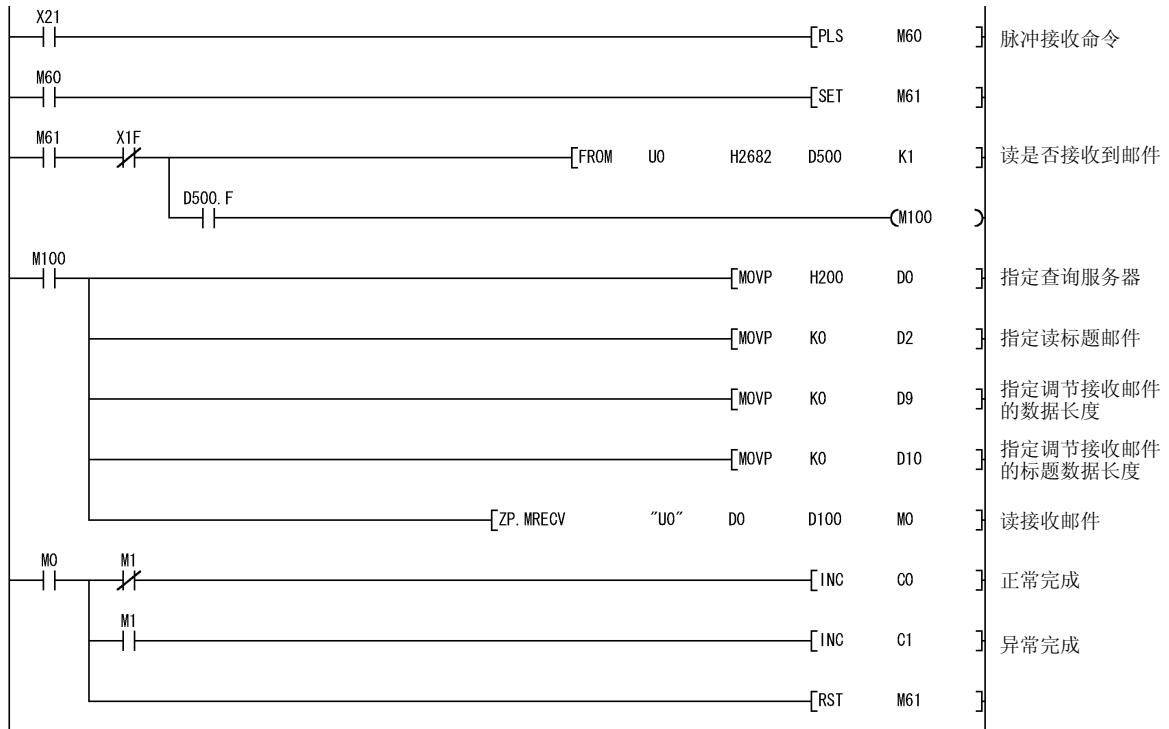 X21
[PLS M60 ] 脉冲接收命令
M60
[SET M61 ]
M61 X1F
[FROM U0 H2682 D500 K1 ] 读是否接收到邮件
D500.F
(M100 )
M100
[MOVP H200 D0 ] 指定查询服务器
[MOVP K0 D2 ] 指定读标题邮件
[MOVP K0 D9 ] 指定调节接收邮件
的数据长度
[MOVP K0 D10 ] 指定调节接收邮件
的标题数据长度
[ZP.MRECV "U0" D0 D100 M0 ] 读接收邮件
M0 M1
[INC C0 ] 正常完成
M1
[INC C1 ] 异常完成
[RST M61 ]